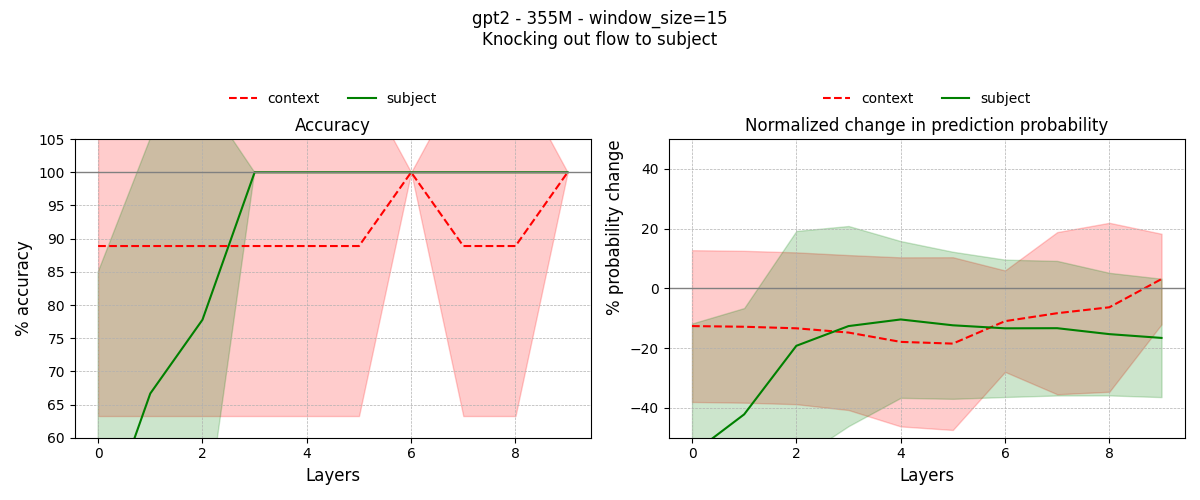 gpt2 - 355M - window_size=15
Knocking out flow to subject
context subject
Accuracy
105
100
95
90
85
80
75
70
65
60
% accuracy
0 2 4 6 8
Layers
context subject
Normalized change in prediction probability
40
20
0
−20
−40
% probability change
0 2 4 6 8
Layers